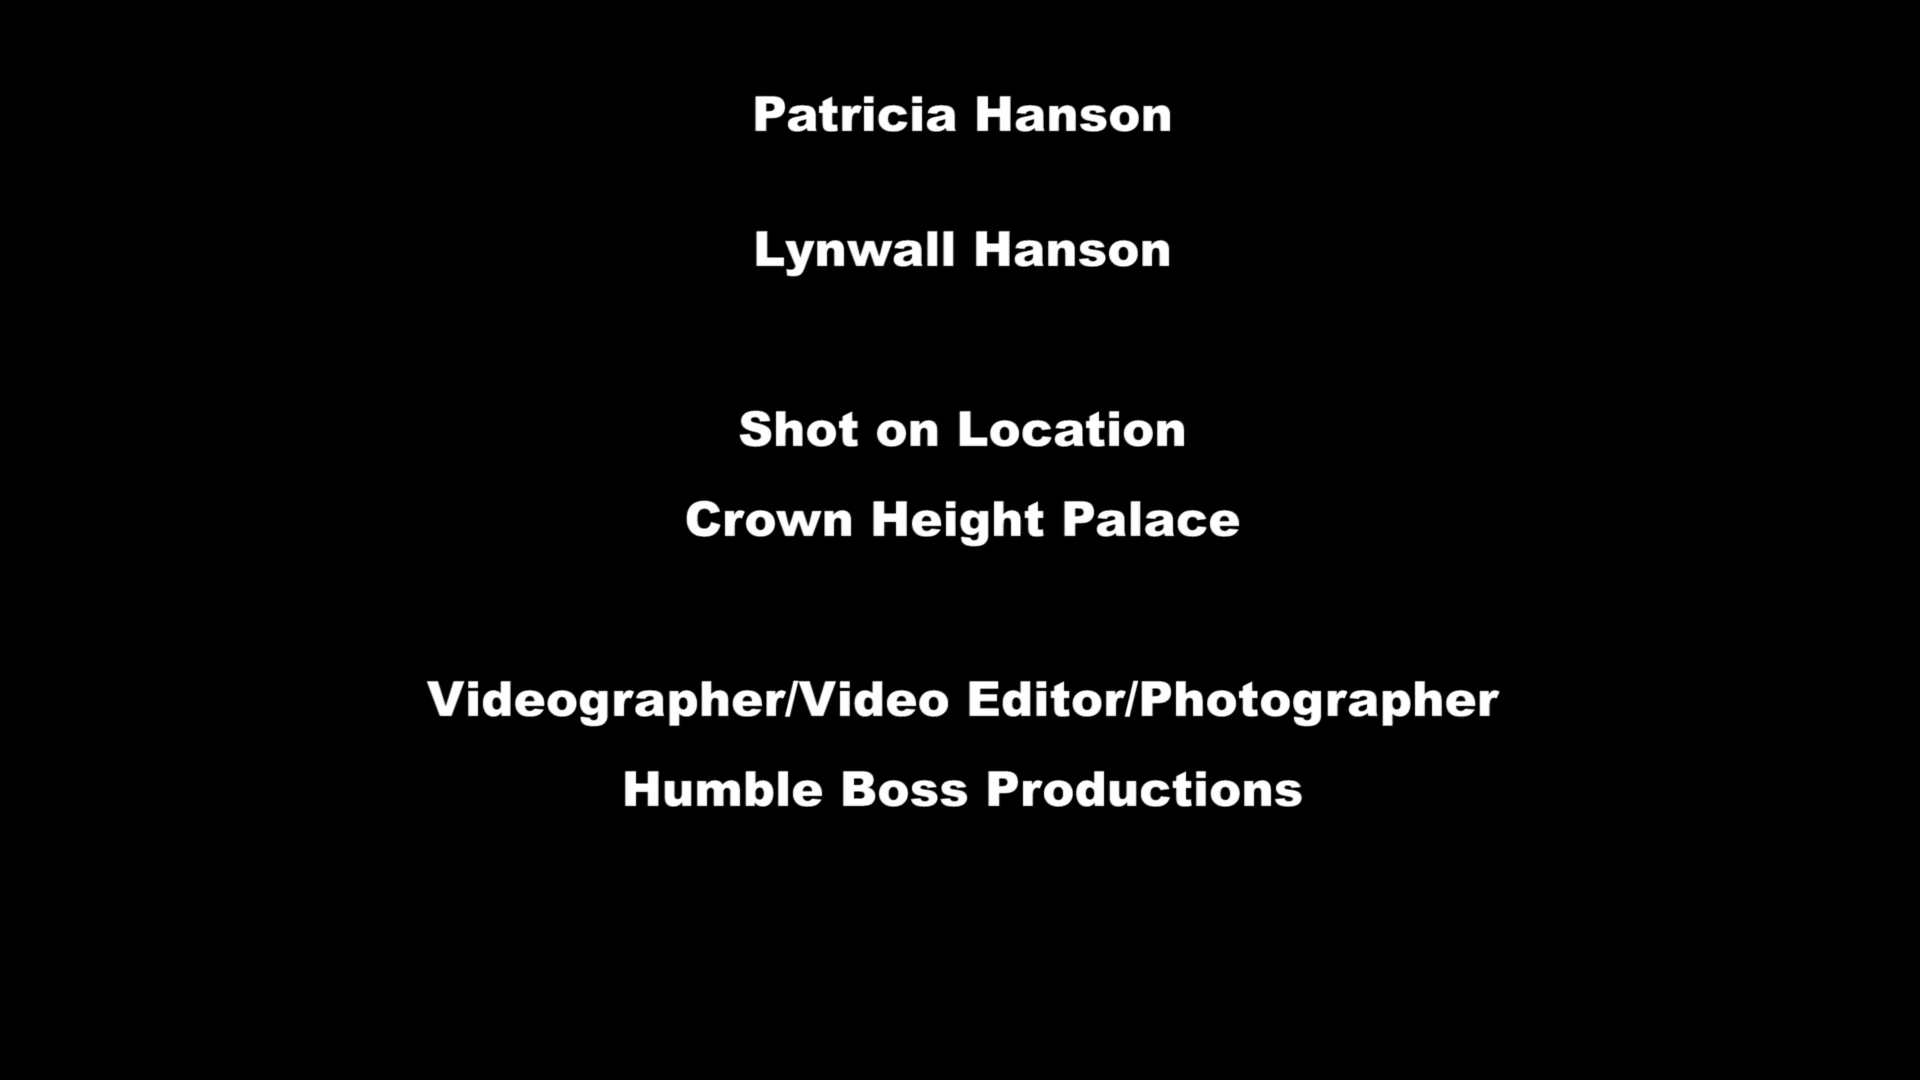 Patricia Hanson
Lynwall Hanson
Shot on Location
Crown Height Palace
Videographer/Video Editor/Photographer
Humble Boss Productions